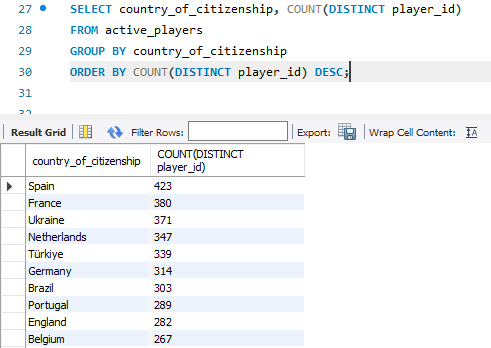 27 SELECT country_of_citizenship, COUNT(DISTINCT player_id)
28 FROM active_players
29 GROUP BY country_of_citizenship
30 ORDER BY COUNT(DISTINCT player_id) DESC;
31
Result Grid Filter Rows: Export: Wrap Cell Content: IA
country_of_citizenship COUNT(DISTINCT
player_id)
Spain 423
France 380
Ukraine 371
Netherlands 347
Türkiye 339
Germany 314
Brazil 303
Portugal 289
England 282
Belgium 267